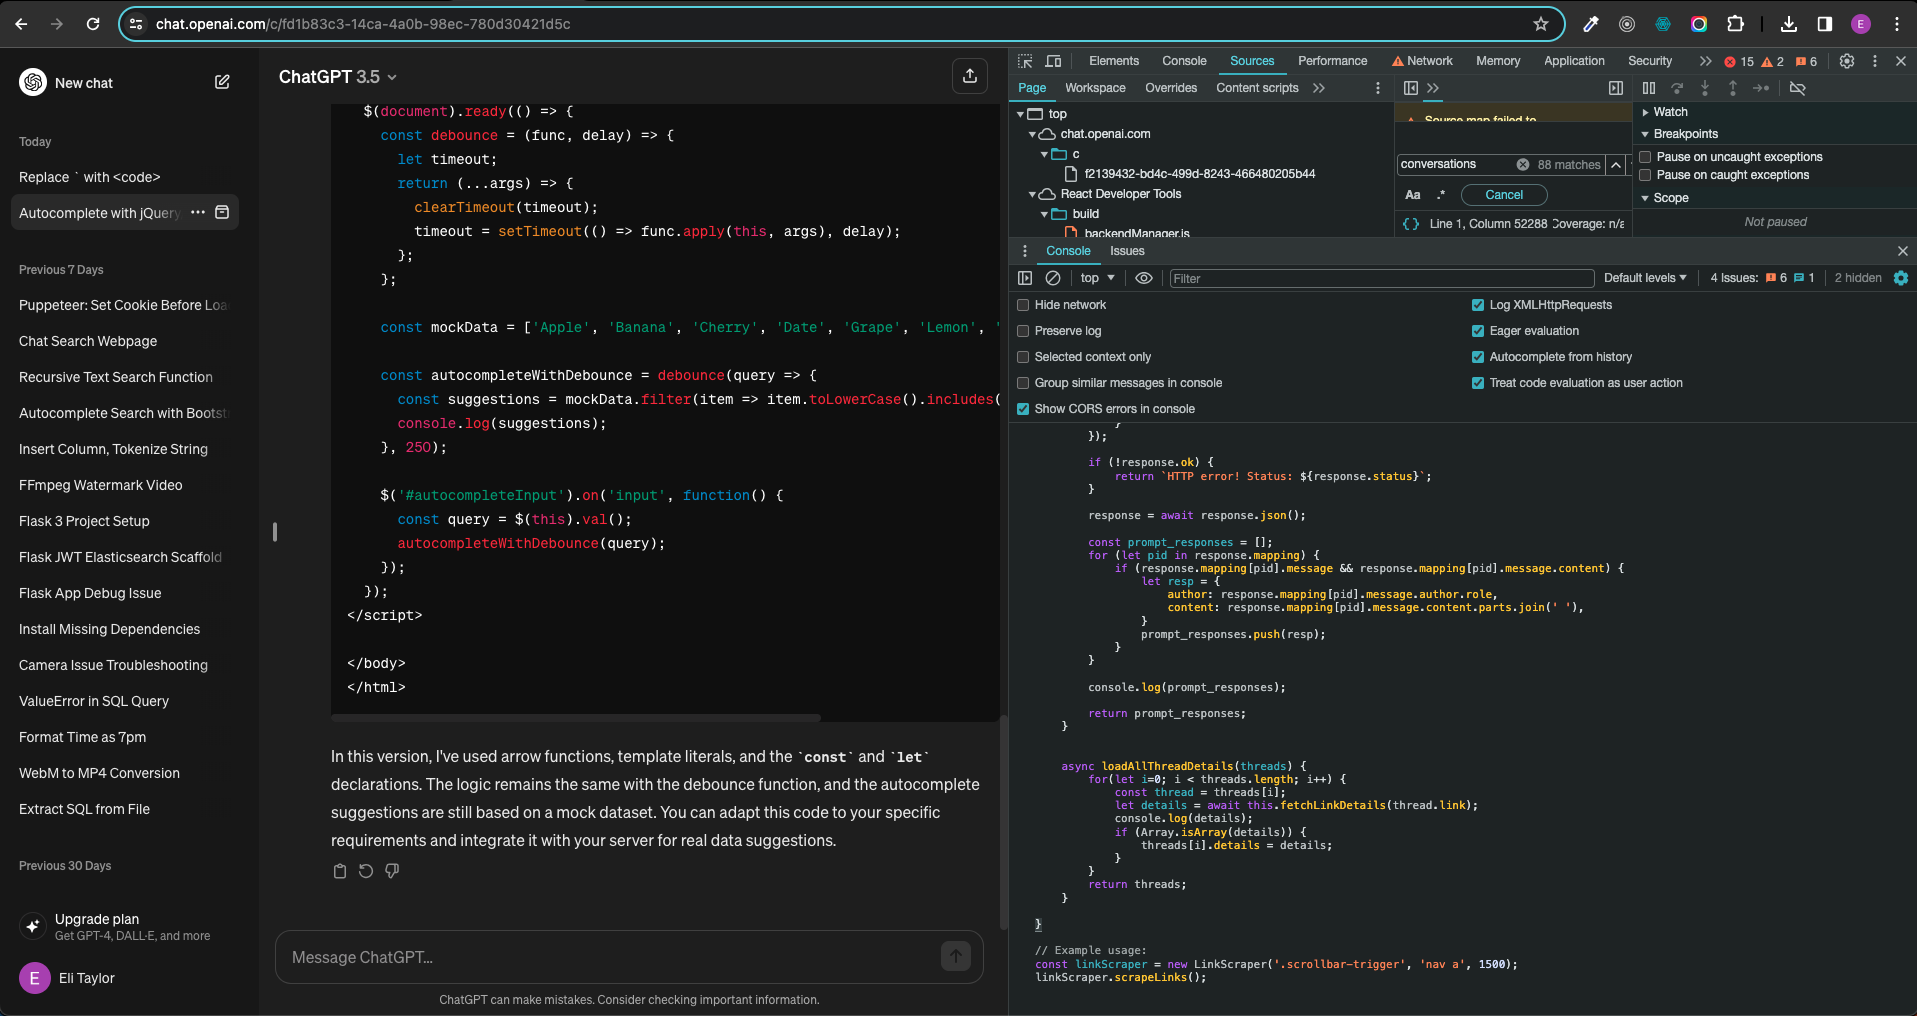 chat.openai.com/c/fd1b83c3-14ca-4a0b-98ec-780d30421d5c
E
New chat
Today
Replace ` with <code>
Autocomplete with jQuery
Previous 7 Days
Puppeteer: Set Cookie Before Loa
Chat Search Webpage
Recursive Text Search Function
Autocomplete Search with Bootst
Insert Column, Tokenize String
FFmpeg Watermark Video
Flask 3 Project Setup
Flask JWT Elasticsearch Scaffold
Flask App Debug Issue
Install Missing Dependencies
Camera Issue Troubleshooting
ValueError in SQL Query
Format Time as 7pm
WebM to MP4 Conversion
Extract SQL from File
Previous 30 Days
Upgrade plan
Get GPT-4, DALL·E, and more
E
Eli Taylor
ChatGPT 3.5
$(document).ready(() => {
const debounce = (func, delay) => {
let timeout;
return (...args) => {
clearTimeout(timeout);
timeout = setTimeout(() => func.apply(this, args), delay);
};
};
const mockData = ['Apple', 'Banana', 'Cherry', 'Date', 'Grape', 'Lemon', '
const autocompleteWithDebounce = debounce(query => {
const suggestions = mockData.filter(item => item.toLowerCase().includes(
console.log(suggestions);
}, 250);
$('#autocompleteInput').on('input', function() {
const query = $(this).val();
autocompleteWithDebounce(query);
});
});
</script>
</body>
</html>
In this version, I've used arrow functions, template literals, and the `const` and `let`
declarations. The logic remains the same with the debounce function, and the autocomplete
suggestions are still based on a mock dataset. You can adapt this code to your specific
requirements and integrate it with your server for real data suggestions.
Message ChatGPT...
ChatGPT can make mistakes. Consider checking important information.
Elements Console Sources Performance Network Memory Application Security 15 2 6
Page Workspace Overrides Content scripts
top
chat.openai.com
c
f2139432-bd4c-499d-8243-466480205b44
React Developer Tools
build
backendManager.js
Source map failed to
conversations 88 matches
Aa .* Cancel
{} Line 1, Column 52288 Coverage: n/a
Watch
Breakpoints
Pause on uncaught exceptions
Pause on caught exceptions
Scope
Not paused
Console Issues
top Filter Default levels 4 Issues: 6 1 2 hidden
Hide network Log XMLHttpRequests
Preserve log Eager evaluation
Selected context only Autocomplete from history
Group similar messages in console Treat code evaluation as user action
Show CORS errors in console
}
});
if (!response.ok) {
return `HTTP error! Status: ${response.status}`;
}
response = await response.json();
const prompt_responses = [];
for (let pid in response.mapping) {
if (response.mapping[pid].message && response.mapping[pid].message.content) {
let resp = {
author: response.mapping[pid].message.author.role,
content: response.mapping[pid].message.content.parts.join(' '),
}
prompt_responses.push(resp);
}
}
console.log(prompt_responses);
return prompt_responses;
}
async loadAllThreadDetails(threads) {
for(let i=0; i < threads.length; i++) {
const thread = threads[i];
let details = await this.fetchLinkDetails(thread.link);
console.log(details);
if (Array.isArray(details)) {
threads[i].details = details;
}
}
return threads;
}
}
// Example usage:
const linkScraper = new LinkScraper('.scrollbar-trigger', 'nav a', 1500);
linkScraper.scrapeLinks();